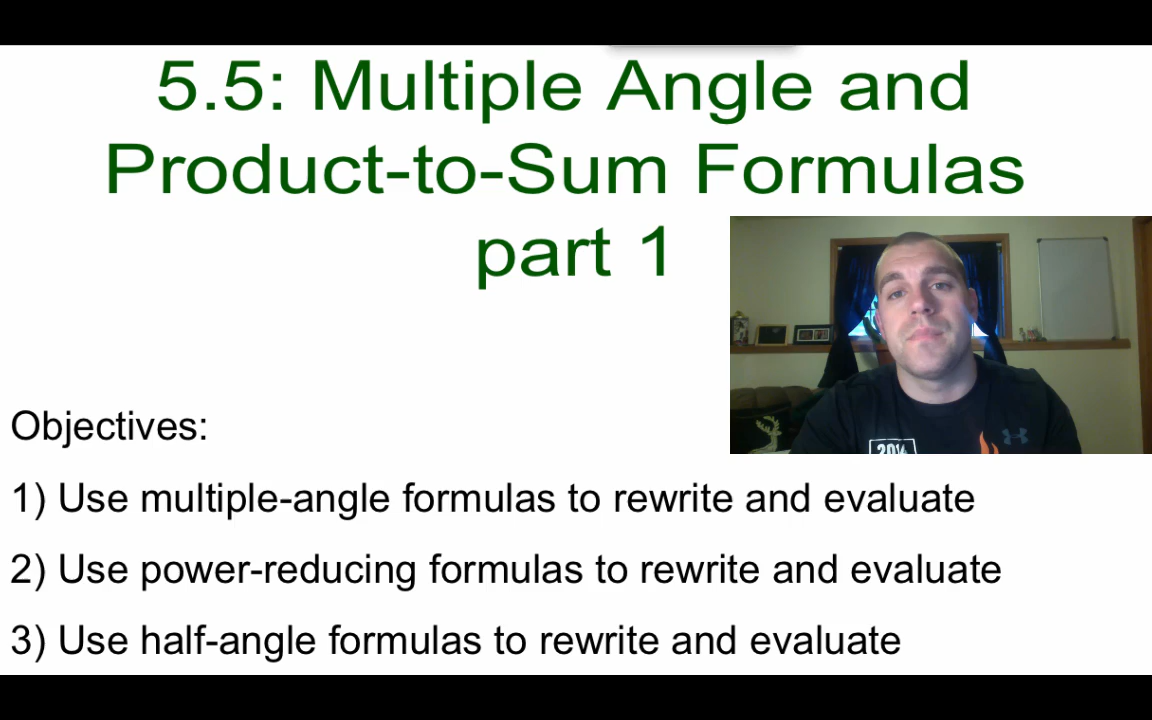 5.5: Multiple Angle and
Product-to-Sum Formulas
part 1
Objectives:
1) Use multiple-angle formulas to rewrite and evaluate
2) Use power-reducing formulas to rewrite and evaluate
3) Use half-angle formulas to rewrite and evaluate